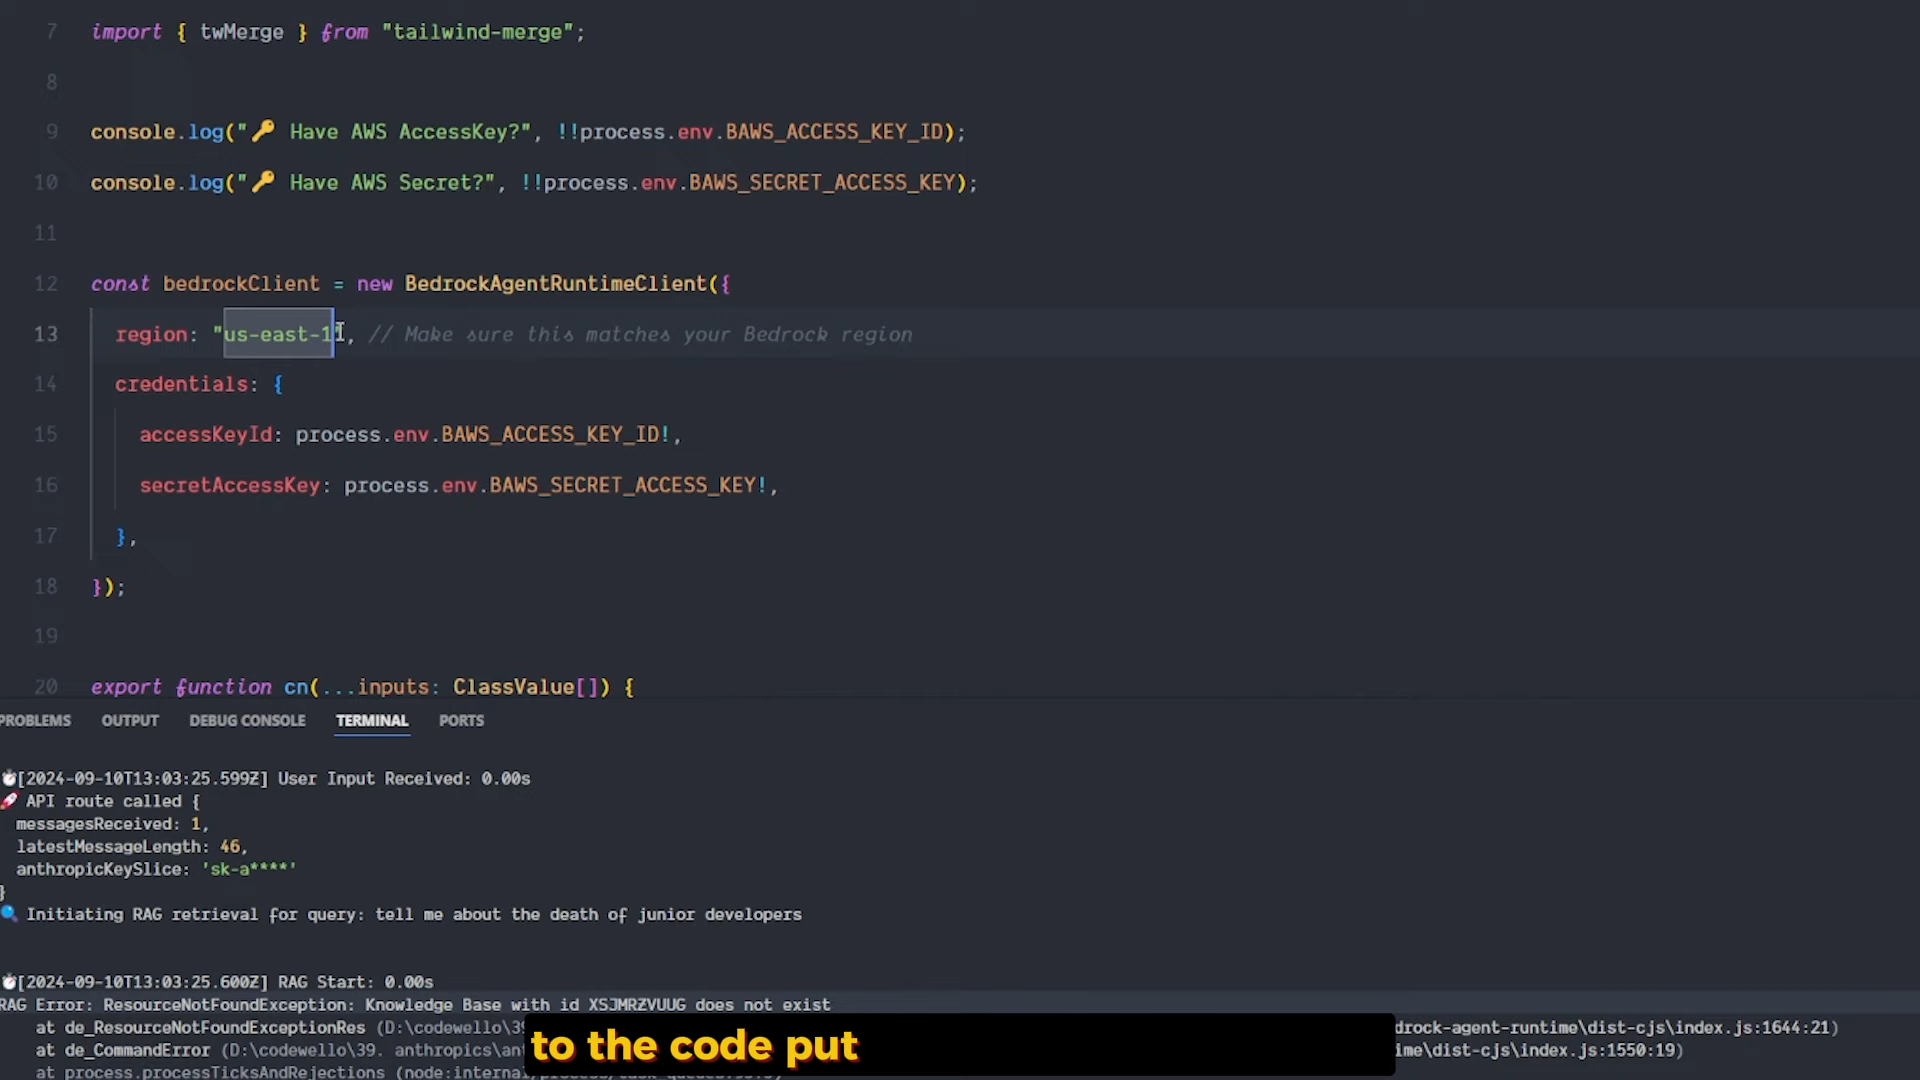 7 import { twMerge } from "tailwind-merge";
8
9 console.log("🔑 Have AWS AccessKey?", !!process.env.BAWS_ACCESS_KEY_ID);
10 console.log("🔑 Have AWS Secret?", !!process.env.BAWS_SECRET_ACCESS_KEY);
11
12 const bedrockClient = new BedrockAgentRuntimeClient({
13 region: "us-east-1", // Make sure this matches your Bedrock region
14 credentials: {
15 accessKeyId: process.env.BAWS_ACCESS_KEY_ID!,
16 secretAccessKey: process.env.BAWS_SECRET_ACCESS_KEY!,
17 },
18 });
19
20 export function cn(...inputs: ClassValue[]) {
PROBLEMS OUTPUT DEBUG CONSOLE TERMINAL PORTS
[2024-09-10T13:03:25.599Z] User Input Received: 0.00s
🚀 API route called {
messagesReceived: 1,
latestMessageLength: 46,
anthropicKeySlice: 'sk-a****'
}
🔍 Initiating RAG retrieval for query: tell me about the death of junior developers
[2024-09-10T13:03:25.600Z] RAG Start: 0.00s
RAG Error: ResourceNotFoundException: Knowledge Base with id XSJMRZVUUG does not exist
at de_ResourceNotFoundExceptionRes (D:\codewello\39 drock-agent-runtime\dist-cjs\index.js:1644:21)
at de_CommandError (D:\codewello\39. anthropics\an ime\dist-cjs\index.js:1550:19)
at process.processTicksAndRejections (node:interna
to the code put